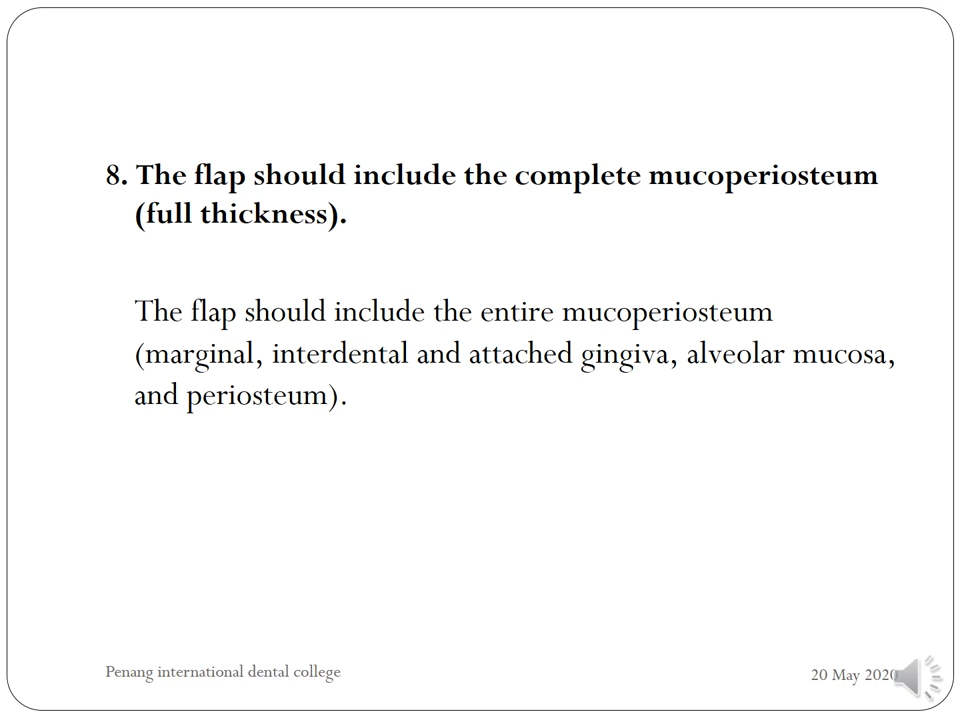 8. The flap should include the complete mucoperiosteum
(full thickness).
The flap should include the entire mucoperiosteum
(marginal, interdental and attached gingiva, alveolar mucosa,
and periosteum).
Penang international dental college
20 May 2020